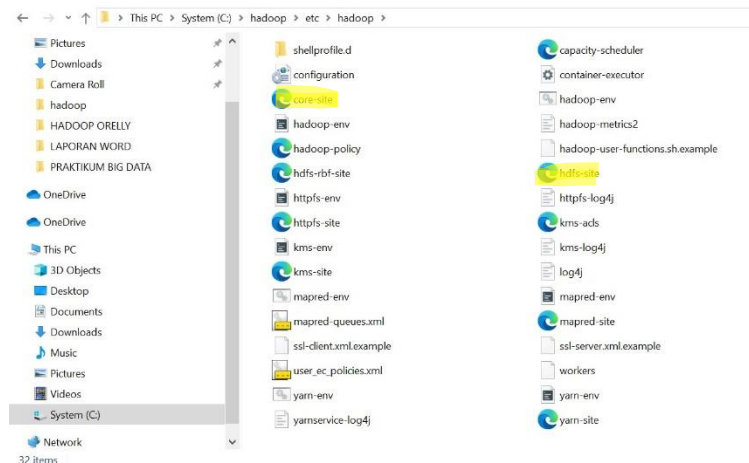 This PC > System (C:) > hadoop > etc > hadoop >
Pictures
Downloads
Camera Roll
hadoop
HADOOP ORELLY
LAPORAN WORD
PRAKTIKUM BIG DATA
OneDrive
OneDrive
This PC
3D Objects
Desktop
Documents
Downloads
Music
Pictures
Videos
System (C:)
Network
32 items
shellprofile.d
capacity-scheduler
configuration
container-executor
core-site
hadoop-env
hadoop-env
hadoop-metrics2
hadoop-policy
hadoop-user-functions.sh.example
hdfs-rbf-site
hdfs-site
httpfs-env
httpfs-log4j
httpfs-site
kms-acls
kms-env
kms-log4j
kms-site
log4j
mapred-env
mapred-env
mapred-queues.xml
mapred-site
ssl-client.xml.example
ssl-server.xml.example
user_ec_policies.xml
workers
yarn-env
yarn-env
yarnservice-log4j
yarn-site